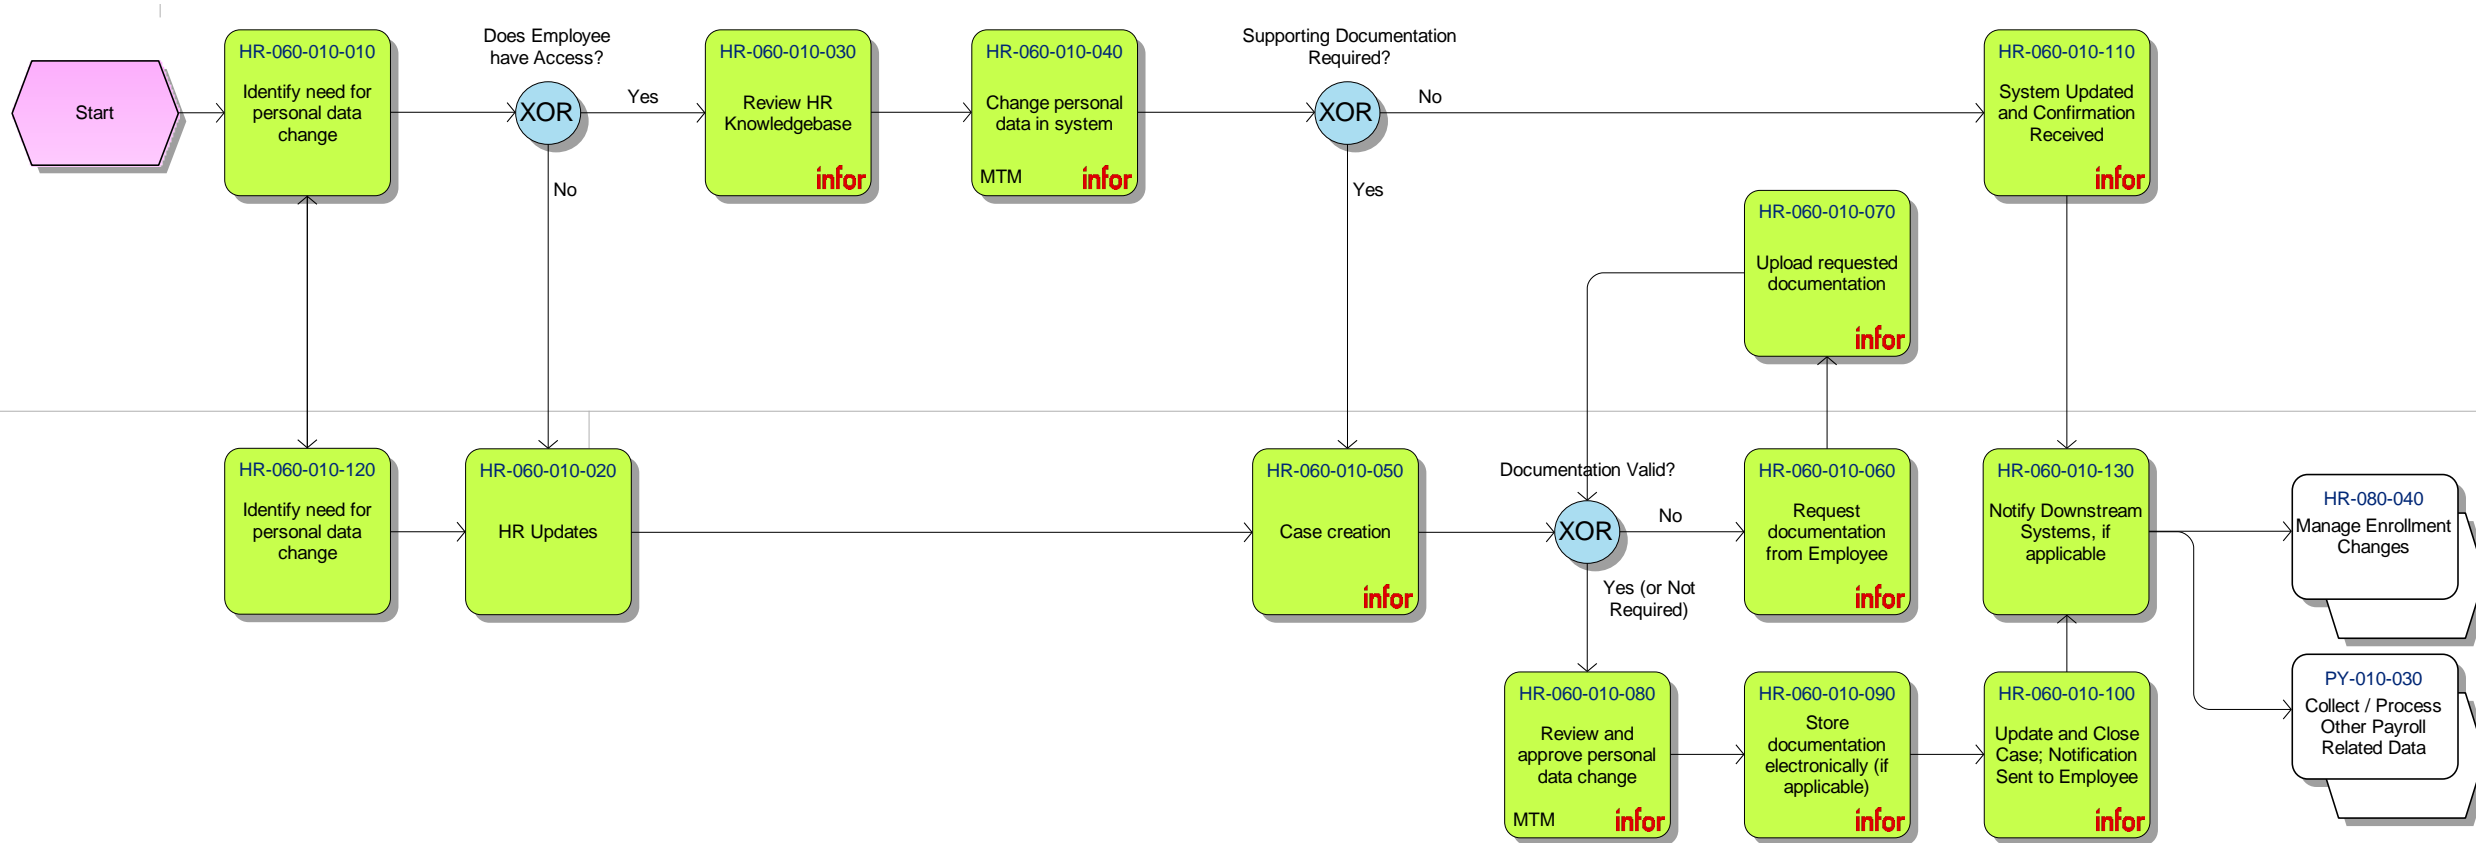 Start
HR-060-010-010
Identify need for
personal data
change
Does Employee
have Access?
XOR
Yes
No
HR-060-010-030
Review HR
Knowledgebase
infor
HR-060-010-040
Change personal
data in system
MTM
infor
Supporting Documentation
Required?
XOR
No
Yes
HR-060-010-110
System Updated
and Confirmation
Received
infor
HR-060-010-070
Upload requested
documentation
infor
HR-060-010-120
Identify need for
personal data
change
HR-060-010-020
HR Updates
HR-060-010-050
Case creation
infor
Documentation Valid?
XOR
No
Yes (or Not
Required)
HR-060-010-060
Request
documentation
from Employee
infor
HR-060-010-130
Notify Downstream
Systems, if
applicable
HR-080-040
Manage Enrollment
Changes
HR-060-010-080
Review and
approve personal
data change
MTM
infor
HR-060-010-090
Store
documentation
electronically (if
applicable)
infor
HR-060-010-100
Update and Close
Case; Notification
Sent to Employee
infor
PY-010-030
Collect / Process
Other Payroll
Related Data